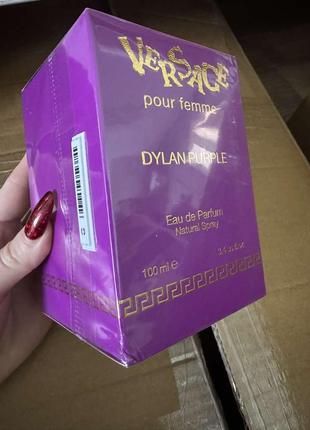 VERSACE
pour femme
DYLAN PURPLE
Eau de Parfum
Natural Spray
100 ml e